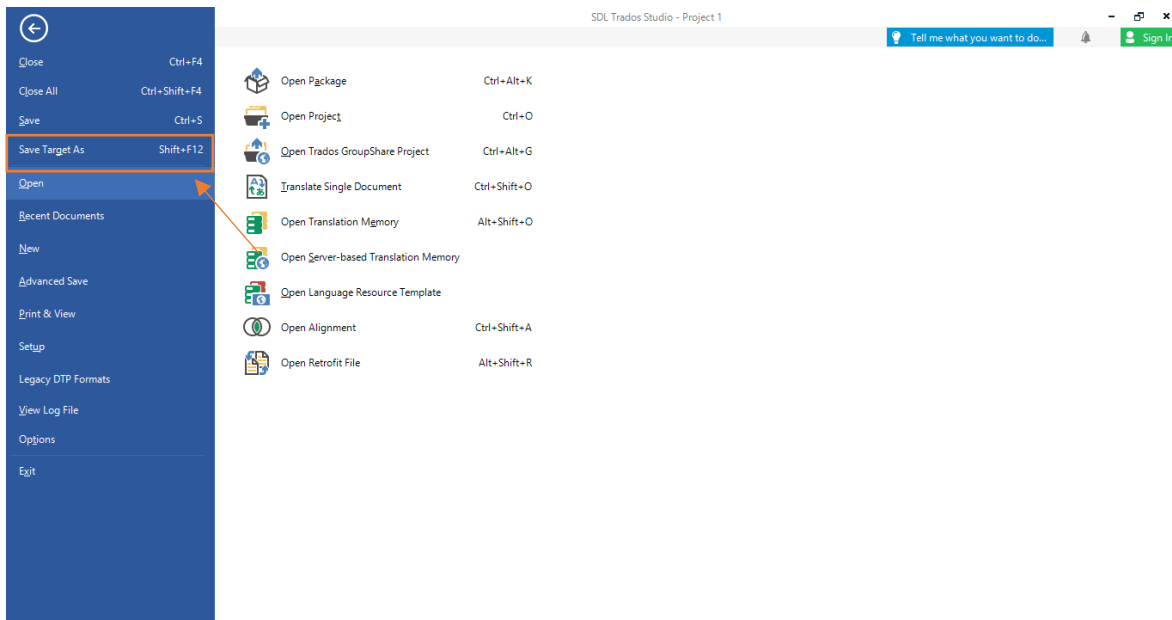 SDL Trados Studio - Project 1
Tell me what you want to do...
Sign In
Close Ctrl+F4
Close All Ctrl+Shift+F4
Save Ctrl+S
Save Target As Shift+F12
Open
Recent Documents
New
Advanced Save
Print & View
Setup
Legacy DTP Formats
View Log File
Options
Exit
Open Package Ctrl+Alt+K
Open Project Ctrl+O
Open Trados GroupShare Project Ctrl+Alt+G
Translate Single Document Ctrl+Shift+O
Open Translation Memory Alt+Shift+O
Open Server-based Translation Memory
Open Language Resource Template
Open Alignment Ctrl+Shift+A
Open Retrofit File Alt+Shift+R